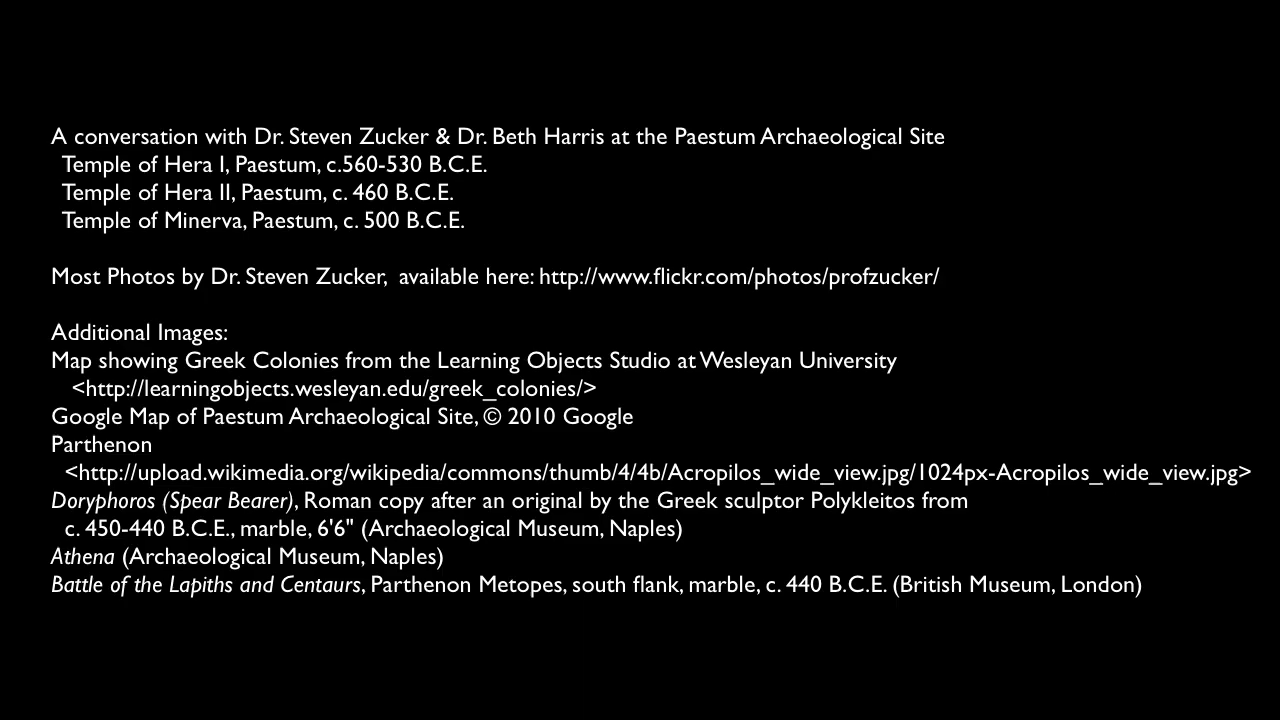 A conversation with Dr. Steven Zucker & Dr. Beth Harris at the Paestum Archaeological Site
Temple of Hera I, Paestum, c.560-530 B.C.E.
Temple of Hera II, Paestum, c. 460 B.C.E.
Temple of Minerva, Paestum, c. 500 B.C.E.
Most Photos by Dr. Steven Zucker, available here: http://www.flickr.com/photos/profzucker/
Additional Images:
Map showing Greek Colonies from the Learning Objects Studio at Wesleyan University
<http://learningobjects.wesleyan.edu/greek_colonies/>
Google Map of Paestum Archaeological Site, © 2010 Google
Parthenon
<http://upload.wikimedia.org/wikipedia/commons/thumb/4/4b/Acropilos_wide_view.jpg/1024px-Acropilos_wide_view.jpg>
Doryphoros (Spear Bearer), Roman copy after an original by the Greek sculptor Polykleitos from
c. 450-440 B.C.E., marble, 6'6" (Archaeological Museum, Naples)
Athena (Archaeological Museum, Naples)
Battle of the Lapiths and Centaurs, Parthenon Metopes, south flank, marble, c. 440 B.C.E. (British Museum, London)